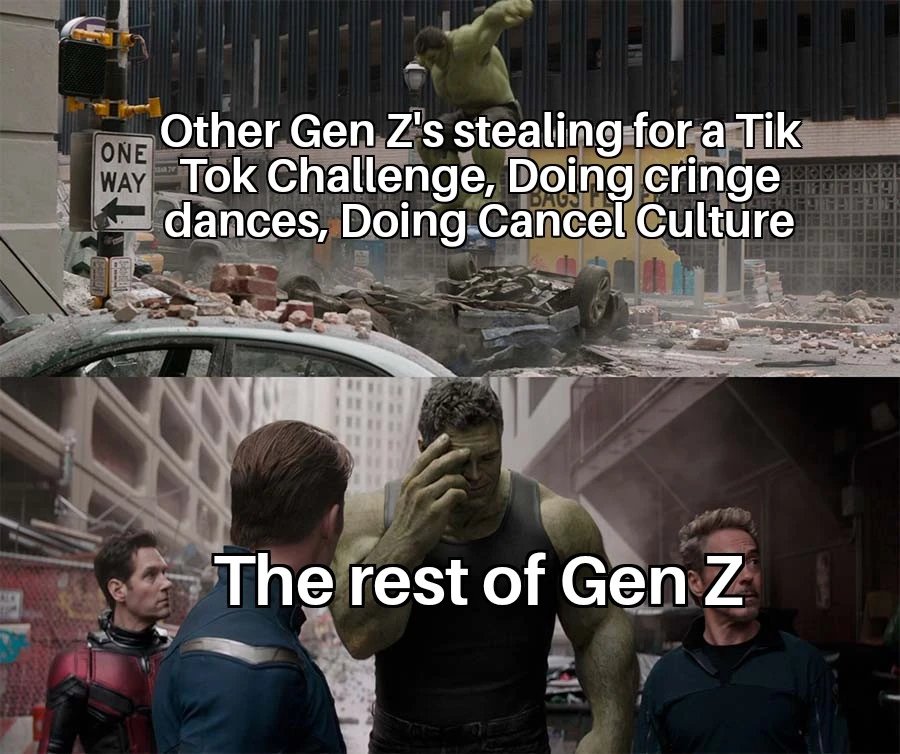 Other Gen Z's stealing for a Tik
Tok Challenge, Doing cringe
dances, Doing Cancel Culture
ONE
WAY
BAGS
The rest of Gen Z